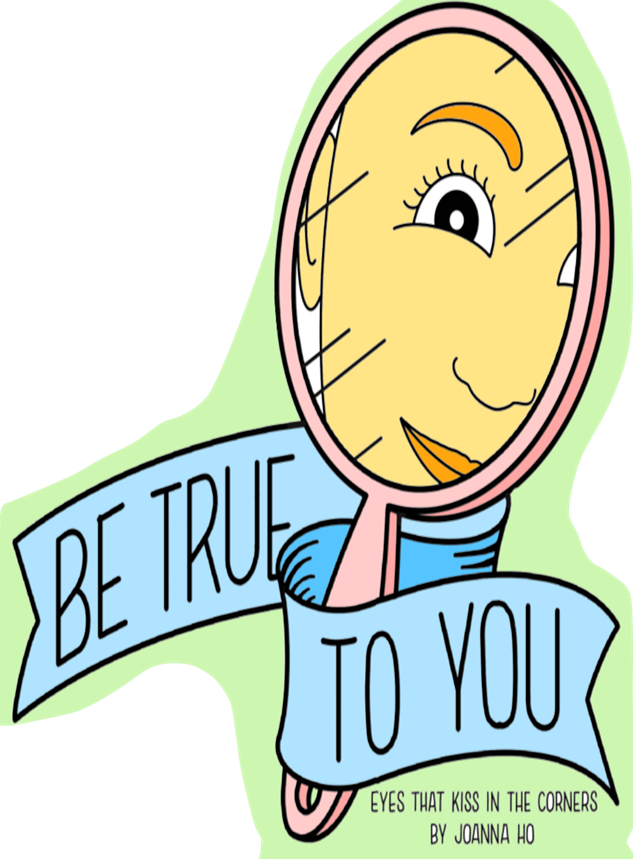 BE TRUE
TO YOU
EYES THAT KISS IN THE CORNERS
BY JOANNA HO